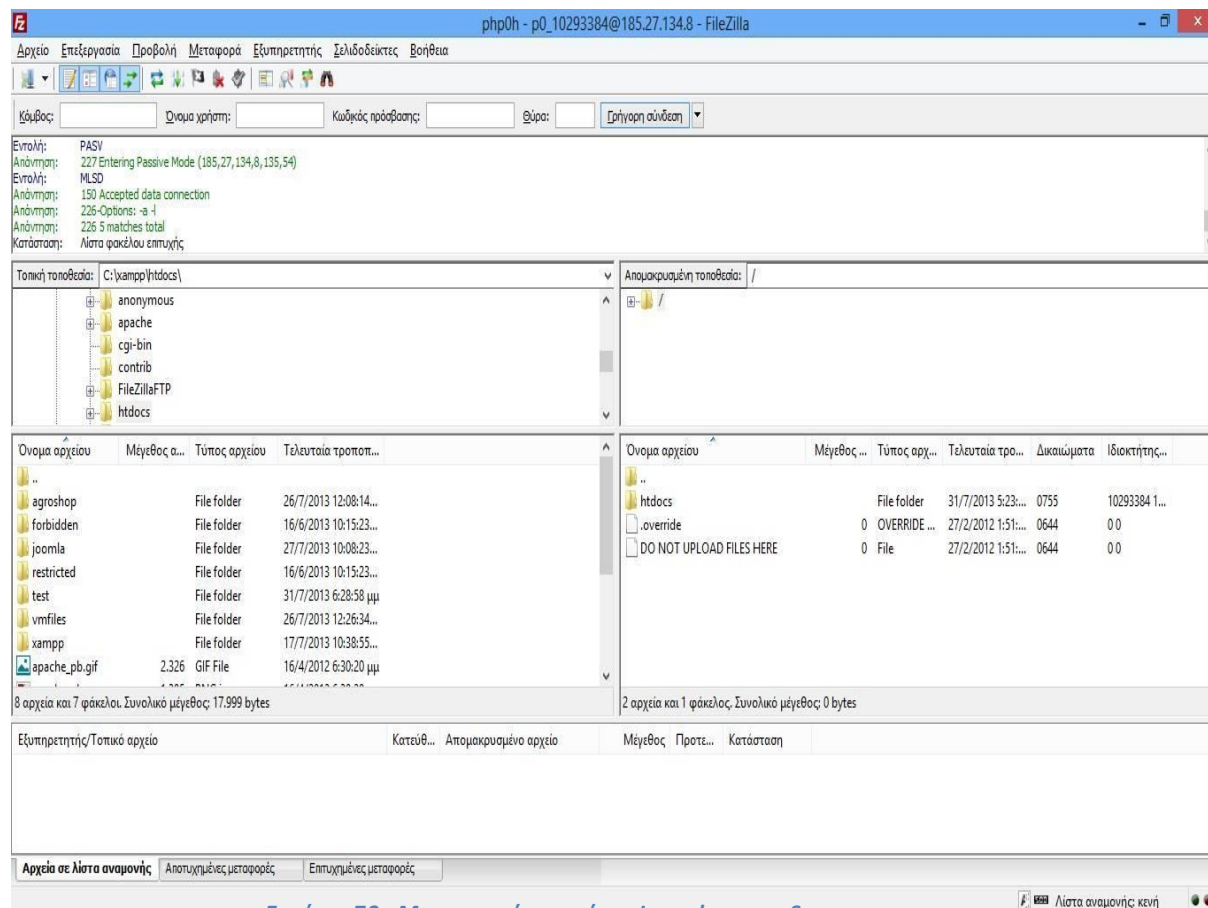 php0h - p0_10293384@185.27.134.8 - FileZilla
Αρχείο Επεξεργασία Προβολή Μεταφορά Εξυπηρετητής Σελιδοδείκτες Βοήθεια
Κόμβος: Όνομα χρήστη: Κωδικός πρόσβασης: Θύρα: Γρήγορη σύνδεση
Εντολή: PASV
Απάντηση: 227 Entering Passive Mode (185,27,134,8,135,54)
Εντολή: MLSD
Απάντηση: 150 Accepted data connection
Απάντηση: 226-Options: -a -l
Απάντηση: 226 5 matches total
Κατάσταση: Λίστα φακέλου επιτυχής
Τοπική τοποθεσία: C:\xampp\htdocs\
anonymous
apache
cgi-bin
contrib
FileZillaFTP
htdocs
Απομακρυσμένη τοποθεσία: /
/
Όνομα αρχείου Μέγεθος α... Τύπος αρχείου Τελευταία τροποπ...
..
agroshop File folder 26/7/2013 12:08:14...
forbidden File folder 16/6/2013 10:15:23...
joomla File folder 27/7/2013 10:08:23...
restricted File folder 16/6/2013 10:15:23...
test File folder 31/7/2013 6:28:58 μμ
vmfiles File folder 26/7/2013 12:26:34...
xampp File folder 17/7/2013 10:38:55...
apache_pb.gif 2.326 GIF File 16/4/2012 6:30:20 μμ
8 αρχεία και 7 φάκελοι. Συνολικό μέγεθος: 17.999 bytes
Όνομα αρχείου Μέγεθος ... Τύπος αρχ... Τελευταία τρο... Δικαιώματα Ιδιοκτήτης...
..
htdocs File folder 31/7/2013 5:23:... 0755 10293384 1...
.override 0 OVERRIDE ... 27/2/2012 1:51:... 0644 0 0
DO NOT UPLOAD FILES HERE 0 File 27/2/2012 1:51:... 0644 0 0
2 αρχεία και 1 φάκελος. Συνολικό μέγεθος: 0 bytes
Εξυπηρετητής/Τοπικό αρχείο Κατεύθ... Απομακρυσμένο αρχείο Μέγεθος Προτε... Κατάσταση
Αρχεία σε λίστα αναμονής Αποτυχημένες μεταφορές Επιτυχημένες μεταφορές
Λίστα αναμονής: κενή